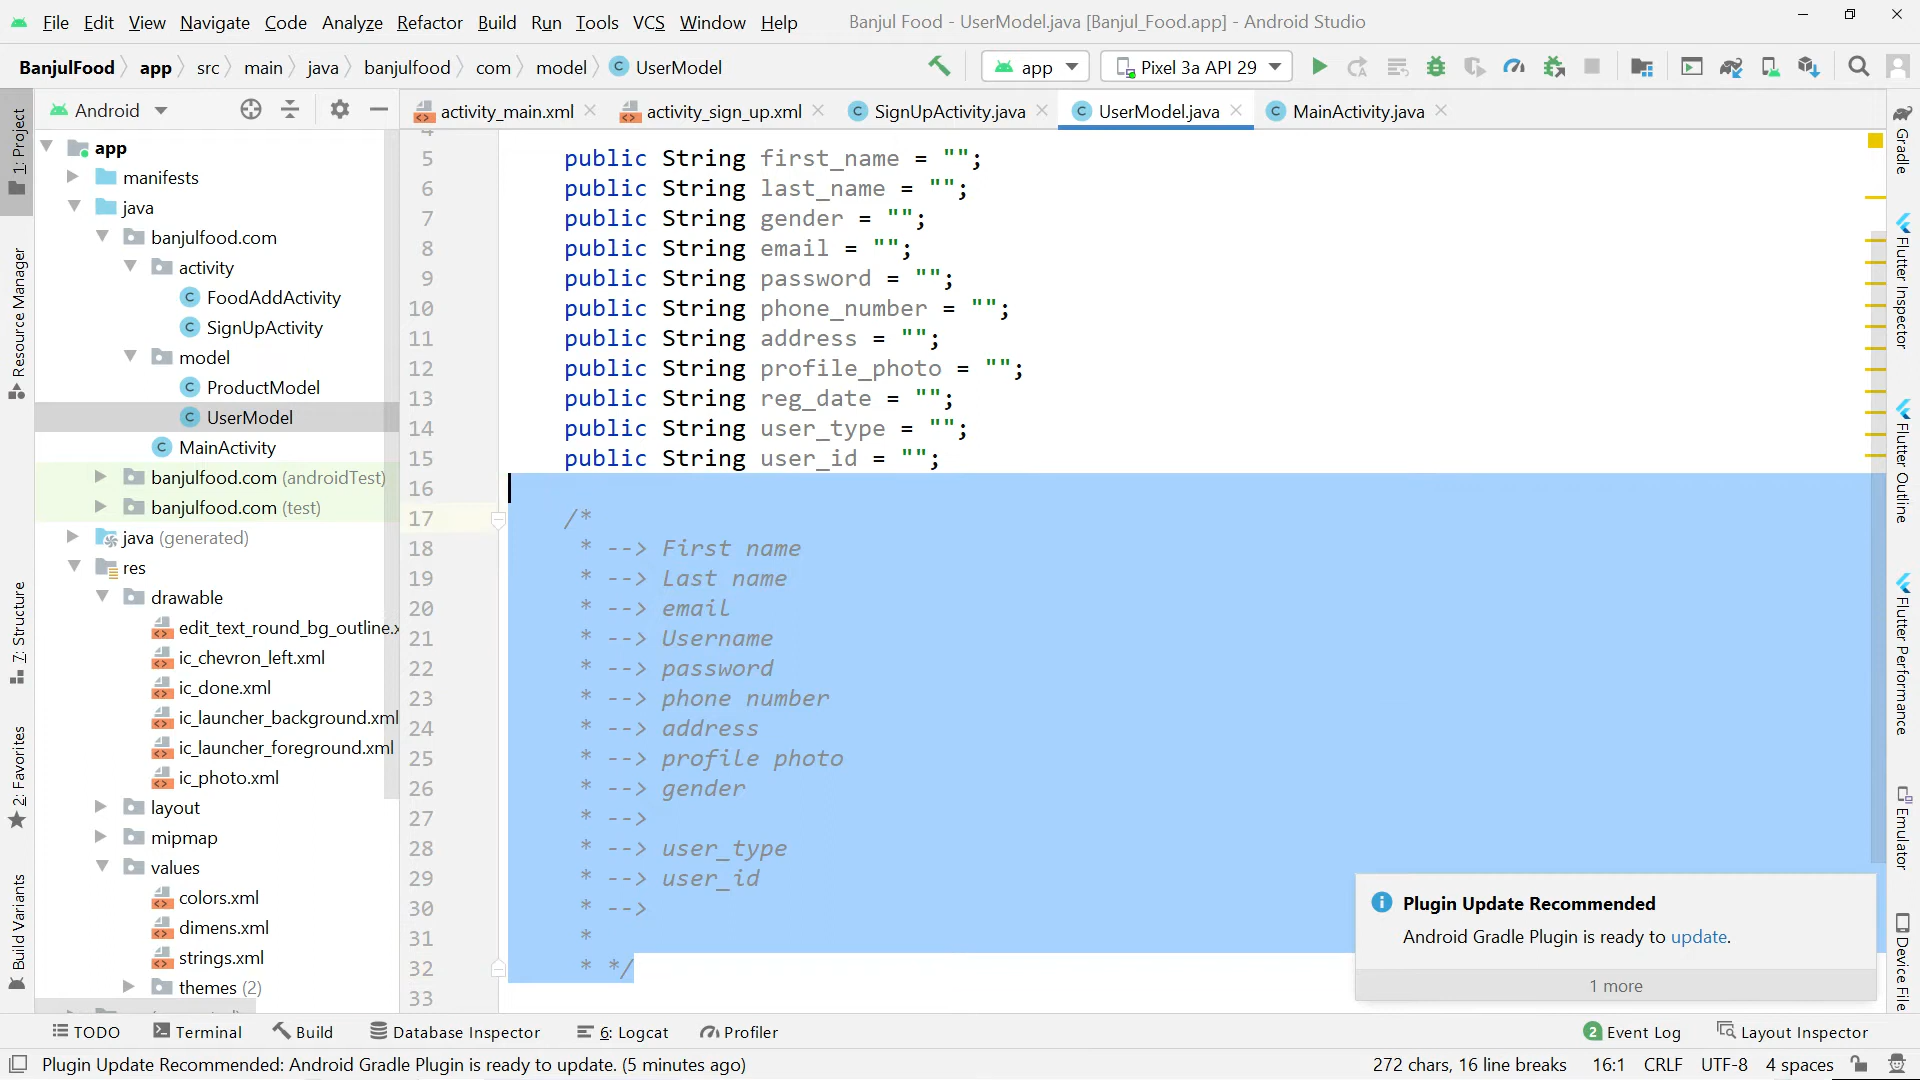 File Edit View Navigate Code Analyze Refactor Build Run Tools VCS Window Help Banjul Food - UserModel.java [Banjul_Food.app] - Android Studio
BanjulFood app src main java banjulfood com model UserModel app Pixel 3a API 29
Android
activity_main.xml activity_sign_up.xml SignUpActivity.java UserModel.java MainActivity.java
1: Project
Resource Manager
7: Structure
2: Favorites
Build Variants
app
manifests
java
banjulfood.com
activity
FoodAddActivity
SignUpActivity
model
ProductModel
UserModel
MainActivity
banjulfood.com (androidTest)
banjulfood.com (test)
java (generated)
res
drawable
edit_text_round_bg_outline.x
ic_chevron_left.xml
ic_done.xml
ic_launcher_background.xml
ic_launcher_foreground.xml
ic_photo.xml
layout
mipmap
values
colors.xml
dimens.xml
strings.xml
themes (2)
5 public String first_name = "";
6 public String last_name = "";
7 public String gender = "";
8 public String email = "";
9 public String password = "";
10 public String phone_number = "";
11 public String address = "";
12 public String profile_photo = "";
13 public String reg_date = "";
14 public String user_type = "";
15 public String user_id = "";
16
17 /*
18 * --> First name
19 * --> Last name
20 * --> email
21 * --> Username
22 * --> password
23 * --> phone number
24 * --> address
25 * --> profile photo
26 * --> gender
27 * -->
28 * --> user_type
29 * --> user_id
30 * -->
31 *
32 * */
33
Gradle
Flutter Inspector
Flutter Outline
Flutter Performance
Emulator
Device File
Plugin Update Recommended
Android Gradle Plugin is ready to update.
1 more
TODO Terminal Build Database Inspector 6: Logcat Profiler 2 Event Log Layout Inspector
Plugin Update Recommended: Android Gradle Plugin is ready to update. (5 minutes ago) 272 chars, 16 line breaks 16:1 CRLF UTF-8 4 spaces